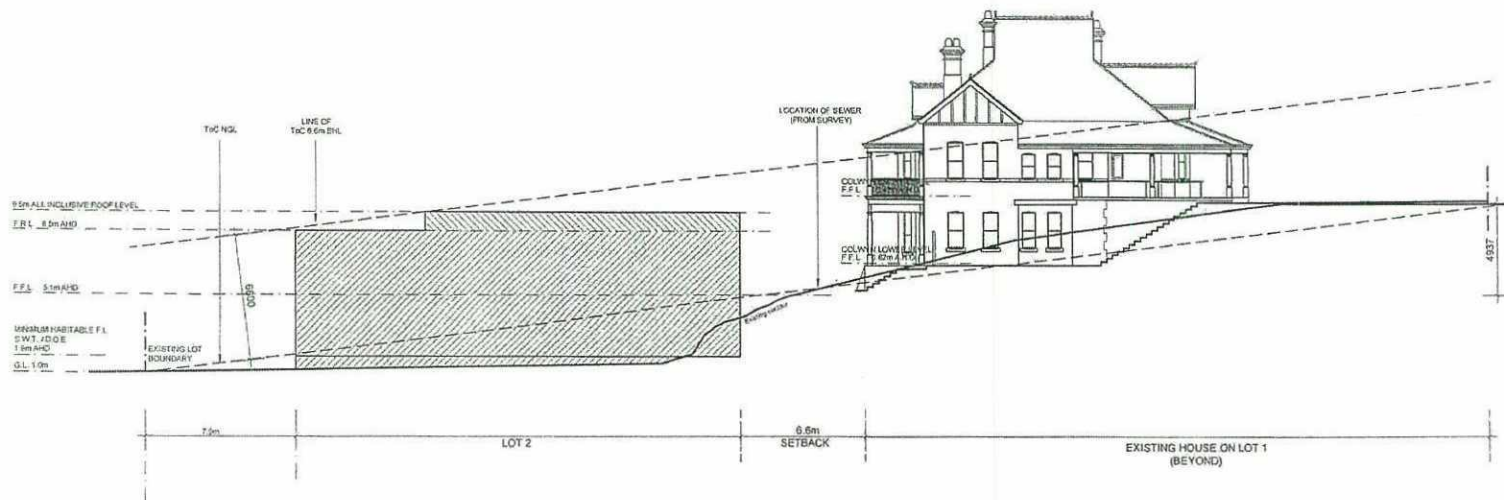 ToC NGL
LINE OF
ToC 6.6m BHL
LOCATION OF SEWER
(FROM SURVEY)
9.5m ALL INCLUSIVE ROOF LEVEL
F.R.L. 8.5m AHD
6600
F.F.L. 5.1m AHD
MINIMUM HABITABLE F.L.
1.9m AHD
G.L. 1.0m
EXISTING LOT
BOUNDARY
COLWYN
F.F.L.
COLWYN LOWER LEVEL
F.F.L.
Existing contour
4937
LOT 2
6.6m
SETBACK
EXISTING HOUSE ON LOT 1
(BEYOND)